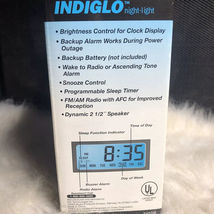 INDIGLO
night-light
• Brightness Control for Clock Display
• Backup Alarm Works During Power
Outage
• Backup Battery (not included)
• Wake to Radio or Ascending Tone
Alarm
• Snooze Control
• Programmable Sleep Timer
• FM/AM Radio with AFC for Improved
Reception
• Dynamic 2 1/2" Speaker
Time of Day
Sleep Function Indicator
8:35
Day of Week
Buzzer Alarm
Radio Alarm
UL